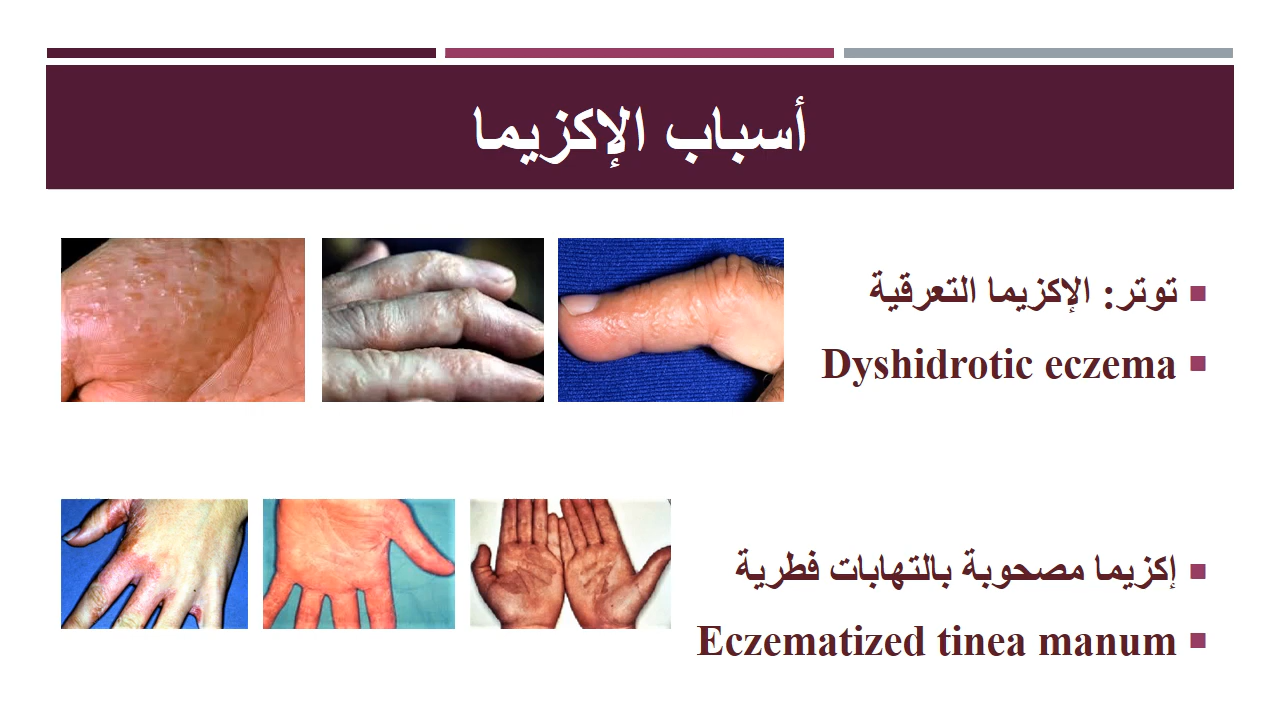 أسباب الإكزيما
توتر: الإكزيما التعرقية
Dyshidrotic eczema
إكزيما مصحوبة بالتهابات فطرية
Eczematized tinea manum